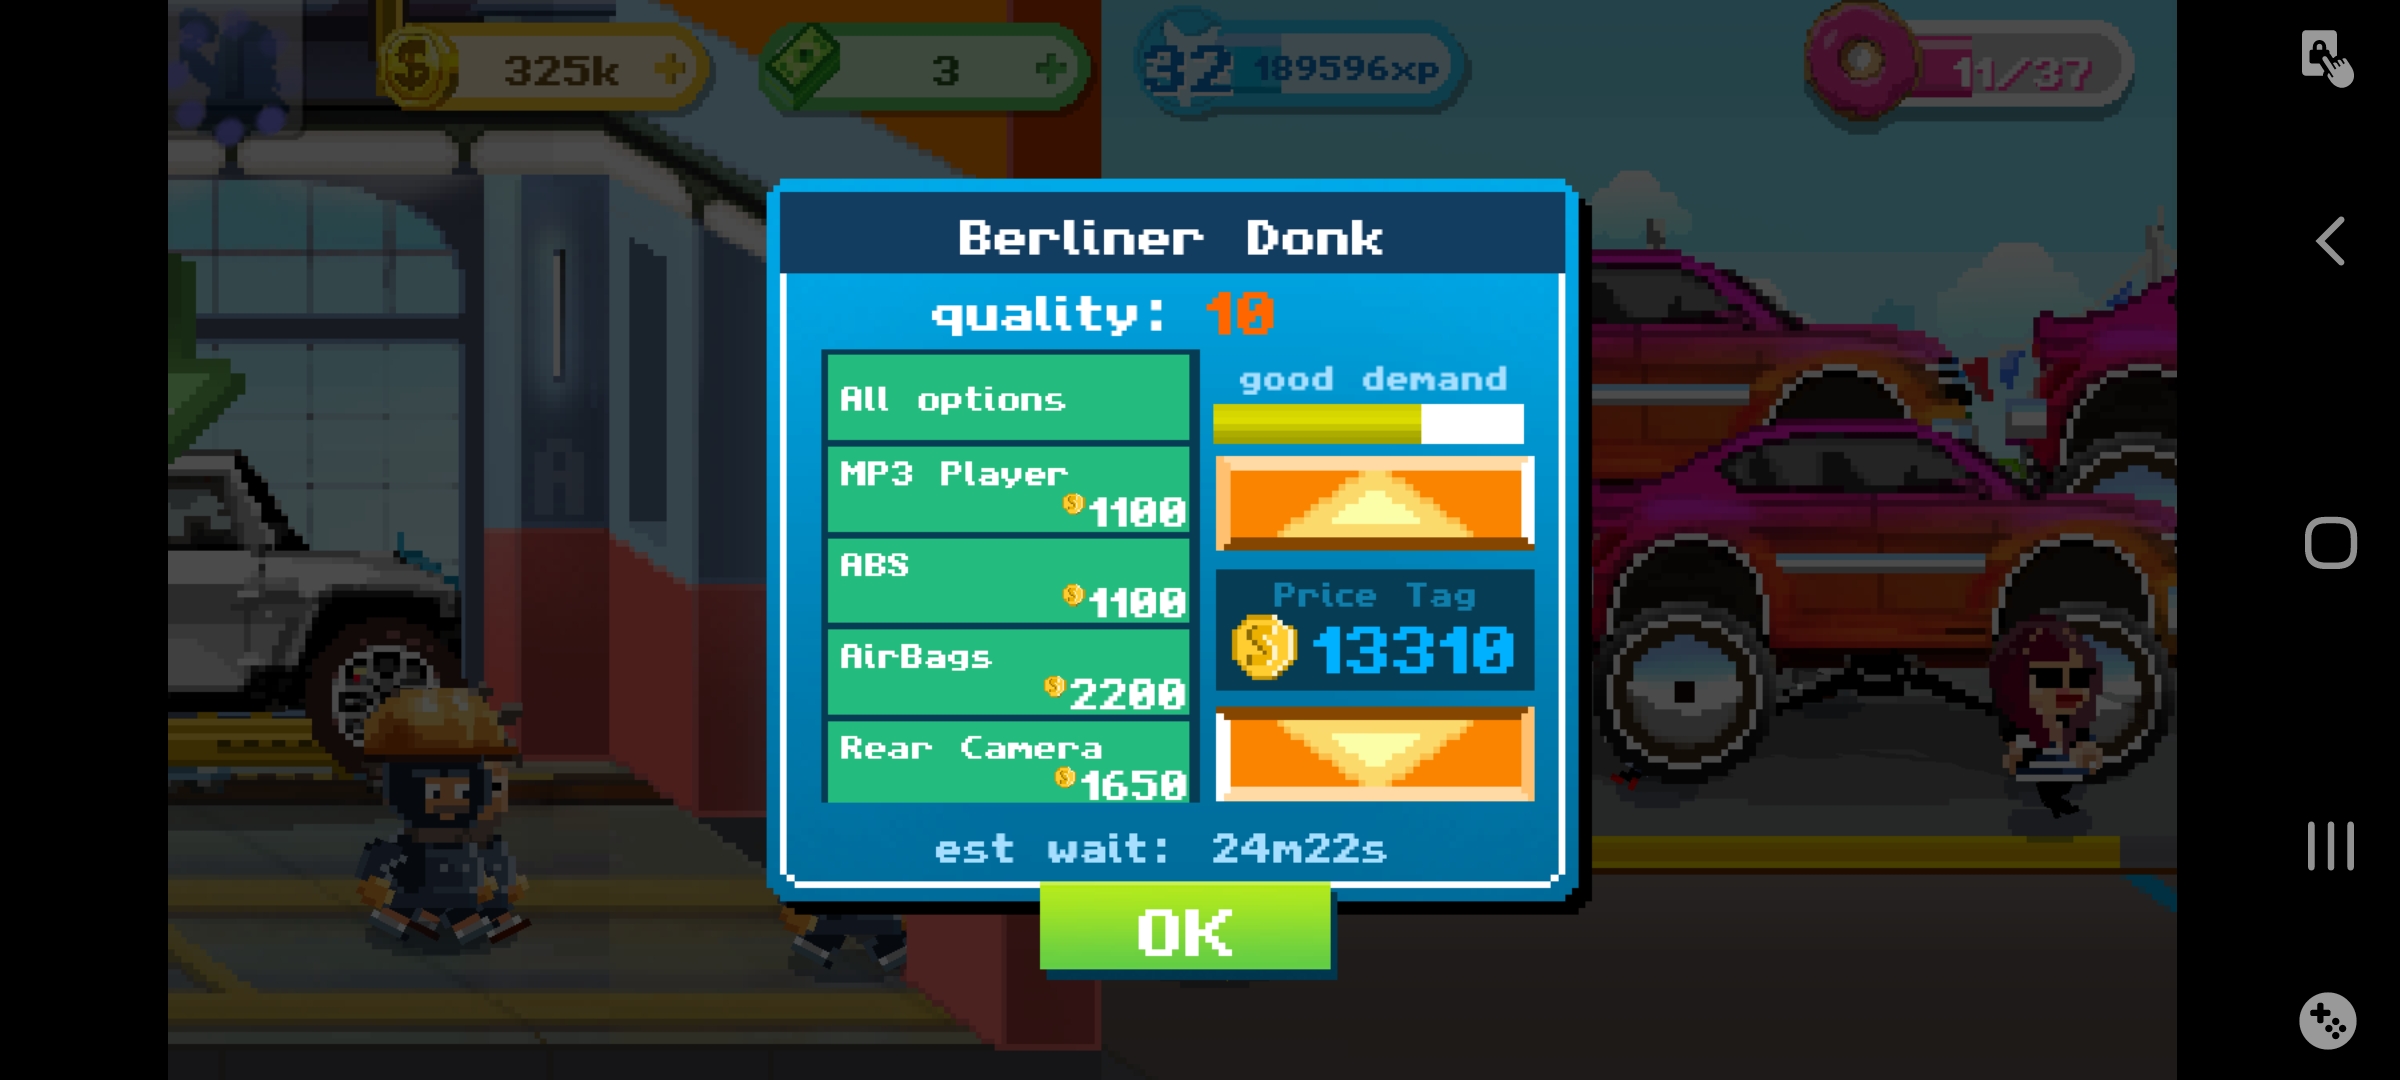 325k
3
32 189596xp
11/37
Berliner Donk
quality: 10
All options
MP3 Player
1100
ABS
1100
AirBags
2200
Rear Camera
1650
good demand
Price Tag
13310
est wait: 24m22s
OK
A